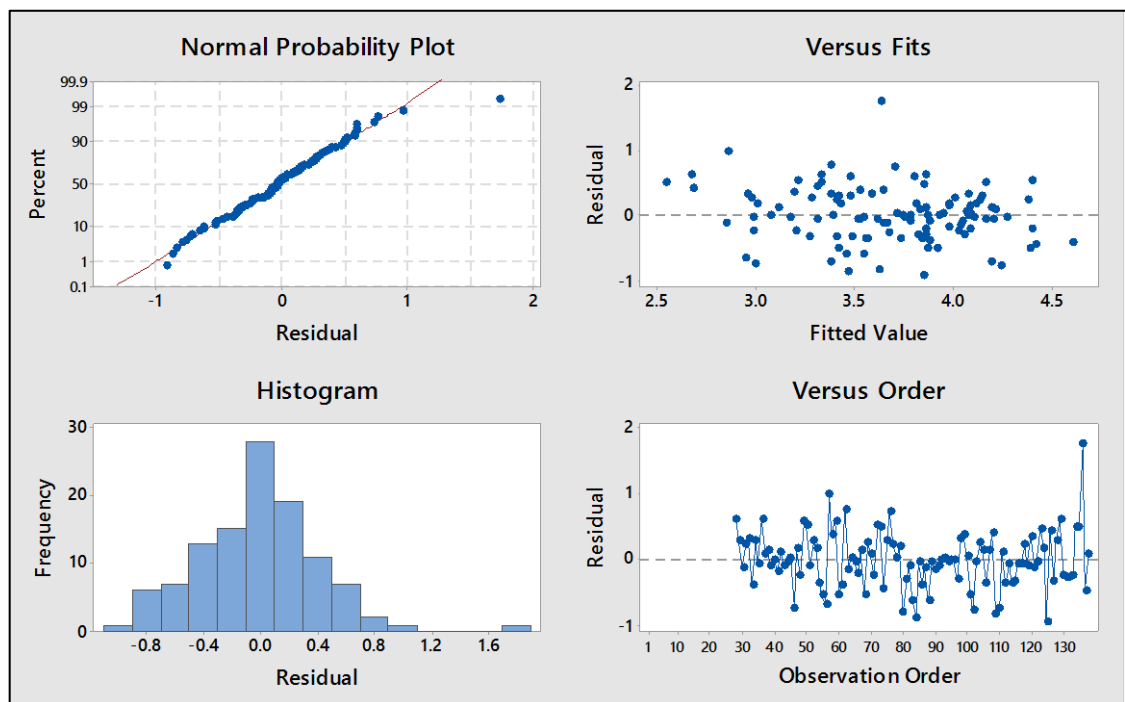 Normal Probability Plot
99.9
99
90
50
10
1
0.1
Percent
-1 0 1 2
Residual
Versus Fits
2
1
0
-1
Residual
2.5 3.0 3.5 4.0 4.5
Fitted Value
Histogram
30
20
10
0
Frequency
-0.8 -0.4 0.0 0.4 0.8 1.2 1.6
Residual
Versus Order
2
1
0
-1
Residual
1 10 20 30 40 50 60 70 80 90 100 110 120 130
Observation Order